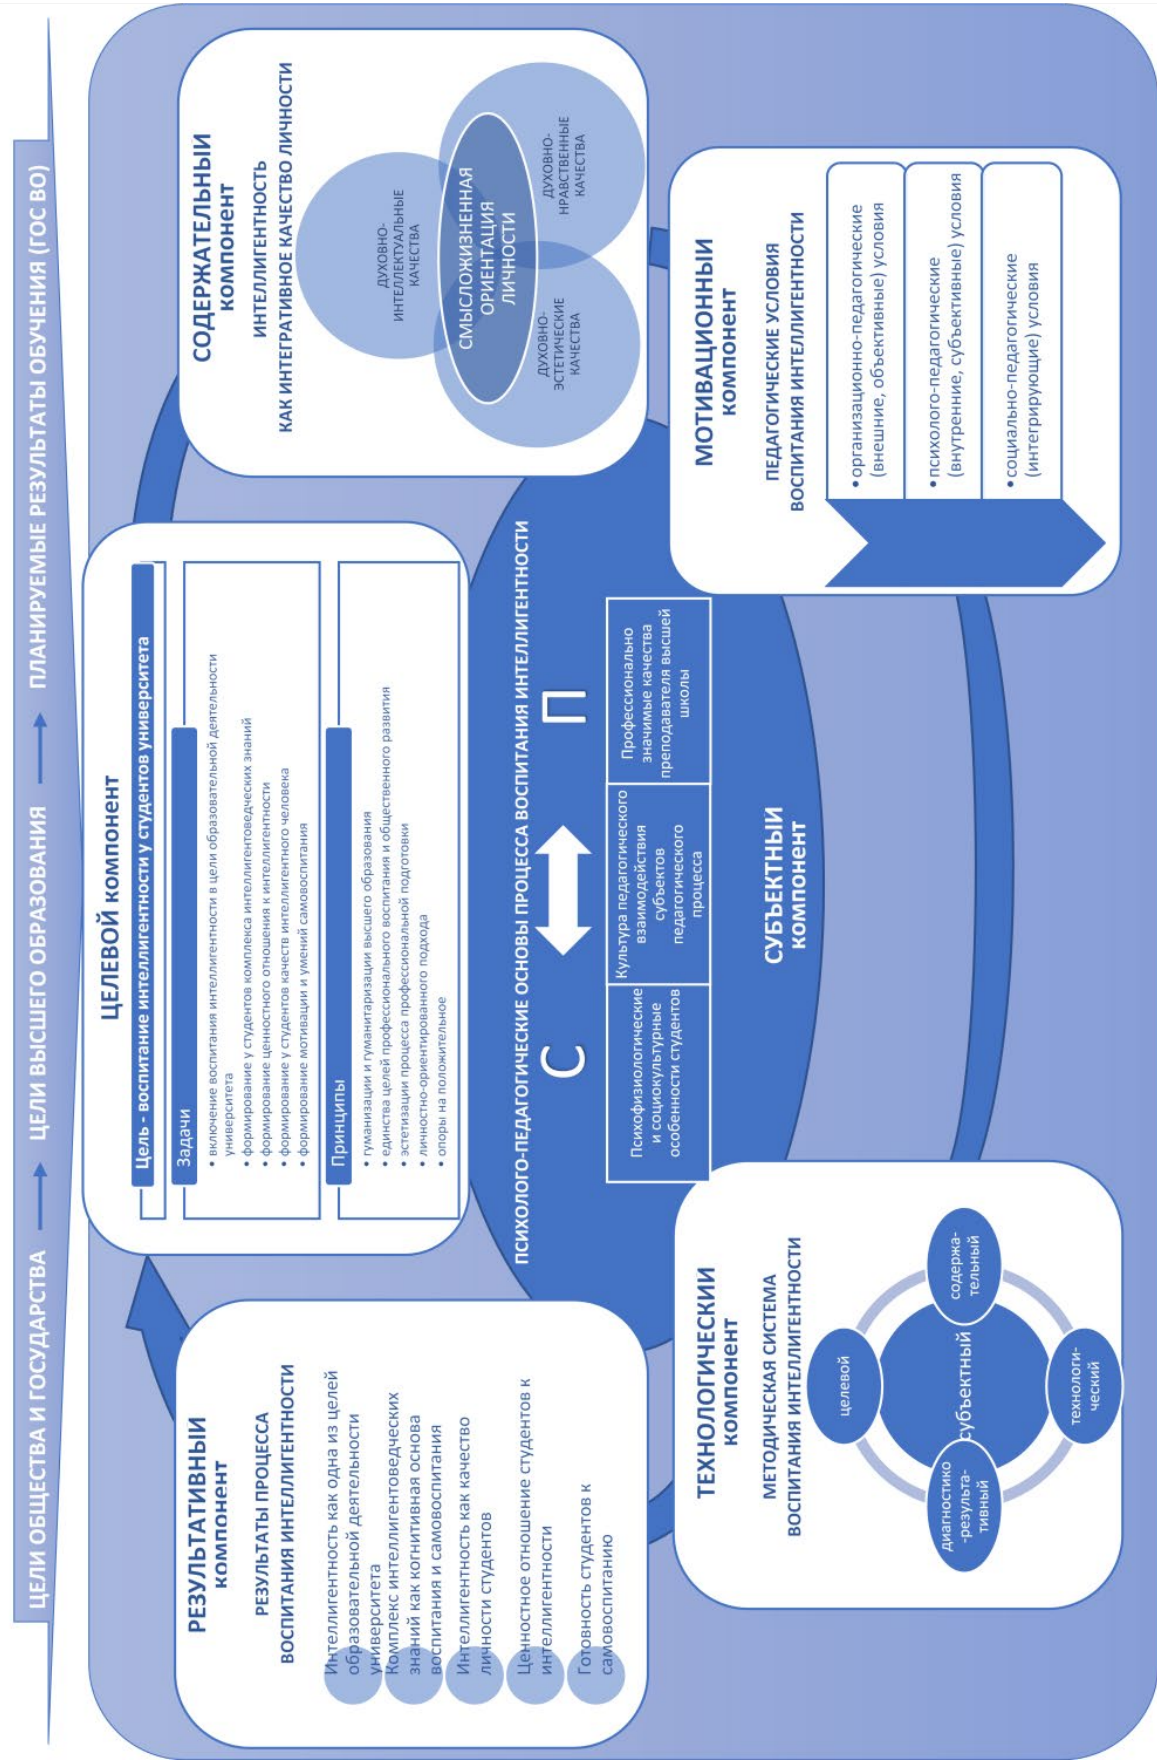 ЦЕЛИ ОБЩЕСТВА И ГОСУДАРСТВА → ЦЕЛИ ВЫСШЕГО ОБРАЗОВАНИЯ → ПЛАНИРУЕМЫЕ РЕЗУЛЬТАТЫ ОБУЧЕНИЯ (ГОС ВО)
ЦЕЛЕВОЙ КОМПОНЕНТ
Цель - воспитание интеллигентности у студентов университета
Задачи
• включение воспитания интеллигентности в цели образовательной деятельности
университета
• формирование у студентов комплекса интеллигентоведческих знаний
• формирование ценностного отношения к интеллигентности
• формирование у студентов качеств интеллигентного человека
• формирование мотивации и умений самовоспитания
Принципы
• гуманизации и гуманитаризации высшего образования
• единства целей профессионального воспитания и общественного развития
• эстетизации процесса профессиональной подготовки
• личностно-ориентированного подхода
• опоры на положительное
РЕЗУЛЬТАТИВНЫЙ
КОМПОНЕНТ
РЕЗУЛЬТАТЫ ПРОЦЕССА
ВОСПИТАНИЯ ИНТЕЛЛИГЕНТНОСТИ
Интеллигентность как одна из целей
образовательной деятельности
университета
Комплекс интеллигентоведческих
знаний как когнитивная основа
воспитания и самовоспитания
Интеллигентность как качество
личности студентов
Ценностное отношение студентов к
интеллигентности
Готовность студентов к
самовоспитанию
СОДЕРЖАТЕЛЬНЫЙ
КОМПОНЕНТ
ИНТЕЛЛИГЕНТНОСТЬ
КАК ИНТЕГРАТИВНОЕ КАЧЕСТВО ЛИЧНОСТИ
ДУХОВНО-
ИНТЕЛЛЕКТУАЛЬНЫЕ
КАЧЕСТВА
СМЫСЛОЖИЗНЕННАЯ
ОРИЕНТАЦИЯ
ЛИЧНОСТИ
ДУХОВНО-
ЭСТЕТИЧЕСКИЕ
КАЧЕСТВА
ДУХОВНО-
НРАВСТВЕННЫЕ
КАЧЕСТВА
ПСИХОЛОГО-ПЕДАГОГИЧЕСКИЕ ОСНОВЫ ПРОЦЕССА ВОСПИТАНИЯ ИНТЕЛЛИГЕНТНОСТИ
С
П
Психофизиологические
и социокультурные
особенности студентов
Культура педагогического
взаимодействия
субъектов
педагогического
процесса
Профессионально
значимые качества
преподавателя высшей
школы
СУБЪЕКТНЫЙ
КОМПОНЕНТ
ТЕХНОЛОГИЧЕСКИЙ
КОМПОНЕНТ
МЕТОДИЧЕСКАЯ СИСТЕМА
ВОСПИТАНИЯ ИНТЕЛЛИГЕНТНОСТИ
целевой
диагностико
-результа-
тивный
субъектный
содержа-
тельный
технологи-
ческий
МОТИВАЦИОННЫЙ
КОМПОНЕНТ
ПЕДАГОГИЧЕСКИЕ УСЛОВИЯ
ВОСПИТАНИЯ ИНТЕЛЛИГЕНТНОСТИ
• организационно-педагогические
(внешние, объективные) условия
• психолого-педагогические
(внутренние, субъективные) условия
• социально-педагогические
(интегрирующие) условия